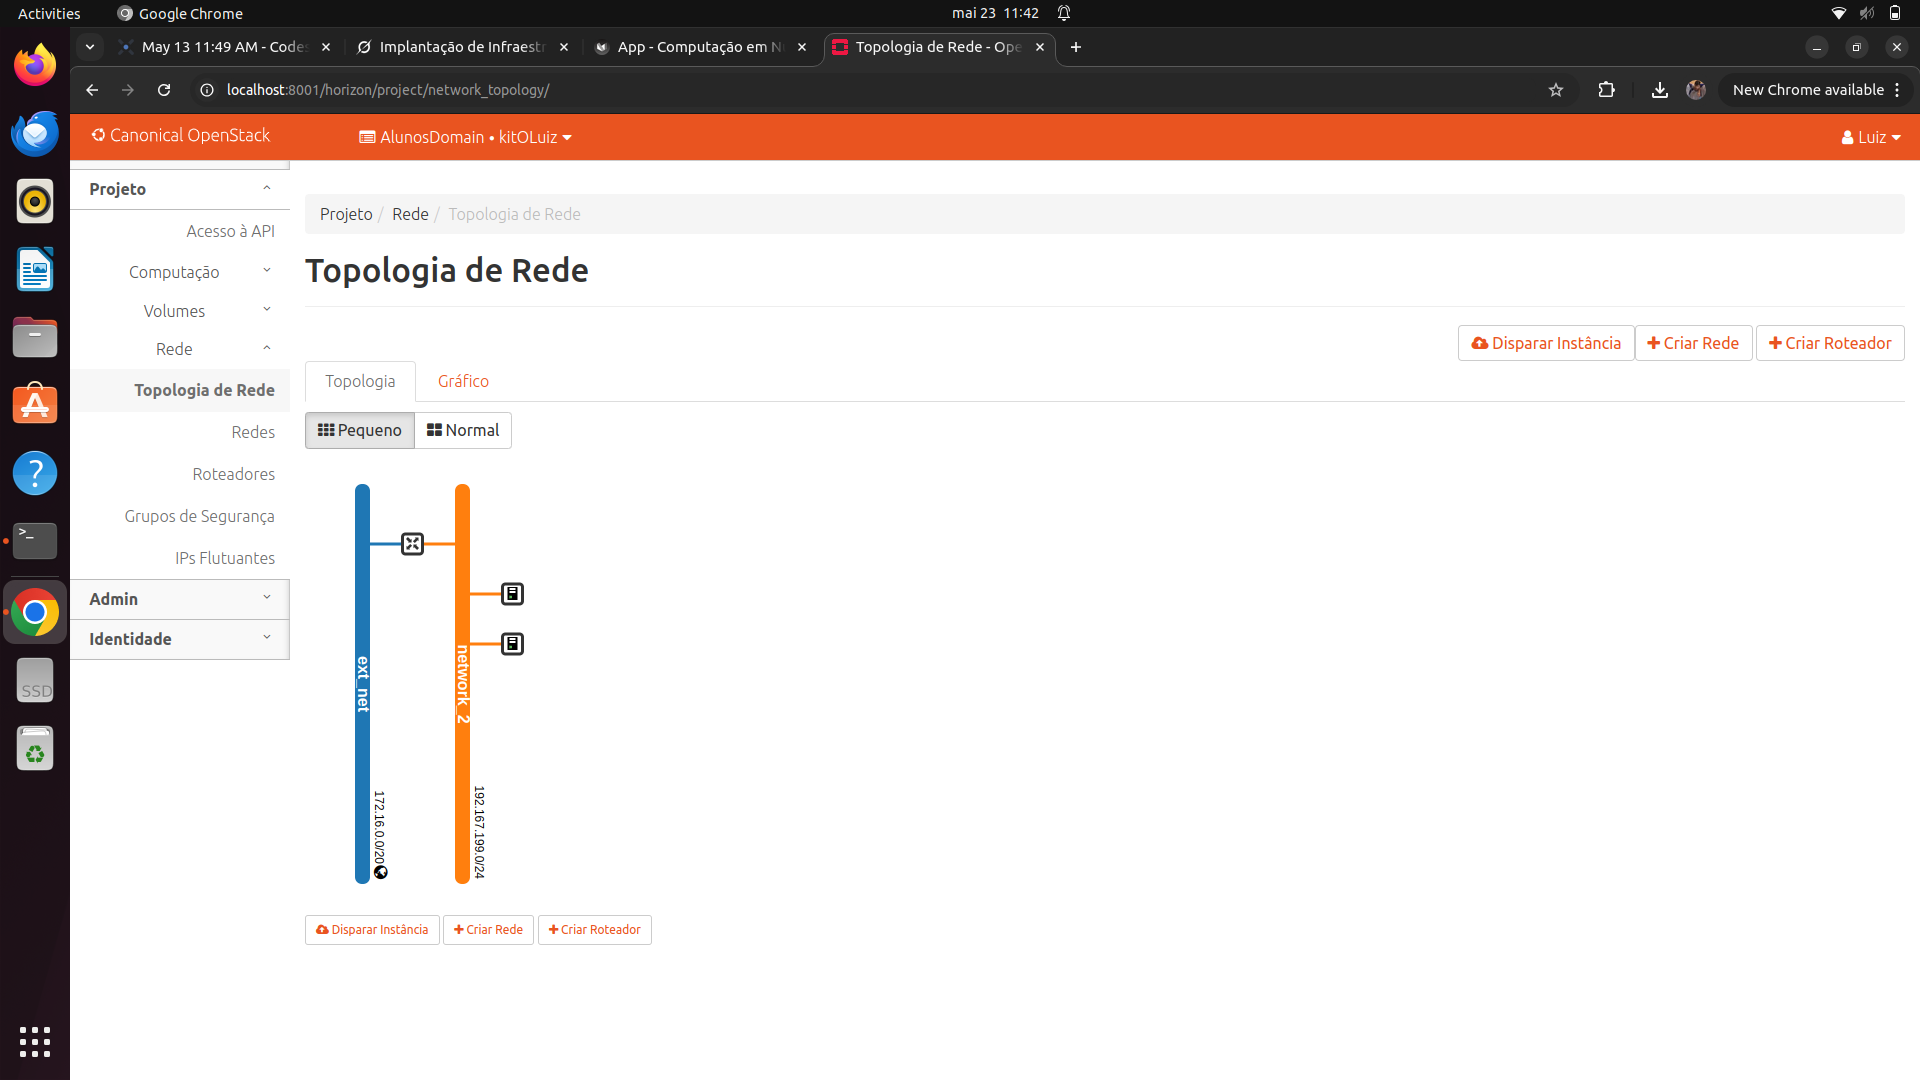 Activities
Google Chrome
mai 23 11:42
May 13 11:49 AM - Codes
Implantação de Infraestr
App - Computação em N
Topologia de Rede - Ope
localhost:8001/horizon/project/network_topology/
New Chrome available
Canonical OpenStack
AlunosDomain • kitOLuiz
Luiz
Projeto
Acesso à API
Computação
Volumes
Rede
Topologia de Rede
Redes
Roteadores
Grupos de Segurança
IPs Flutuantes
Admin
Identidade
Projeto / Rede / Topologia de Rede
Topologia de Rede
Disparar Instância
Criar Rede
Criar Roteador
Topologia
Gráfico
Pequeno
Normal
ext_net
172.16.0.0/20
network_2
192.167.199.0/24
Disparar Instância
Criar Rede
Criar Roteador
SSD